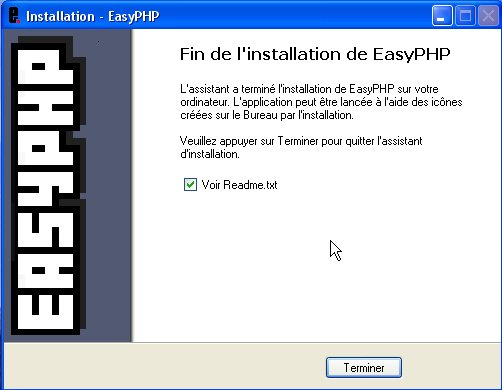 Installation - EasyPHP
EASYPHP
Fin de l'installation de EasyPHP
L'assistant a terminé l'installation de EasyPHP sur votre
ordinateur. L'application peut être lancée à l'aide des icônes
créées sur le Bureau par l'installation.
Veuillez appuyer sur Terminer pour quitter l'assistant
d'installation.
Voir Readme.txt
Terminer